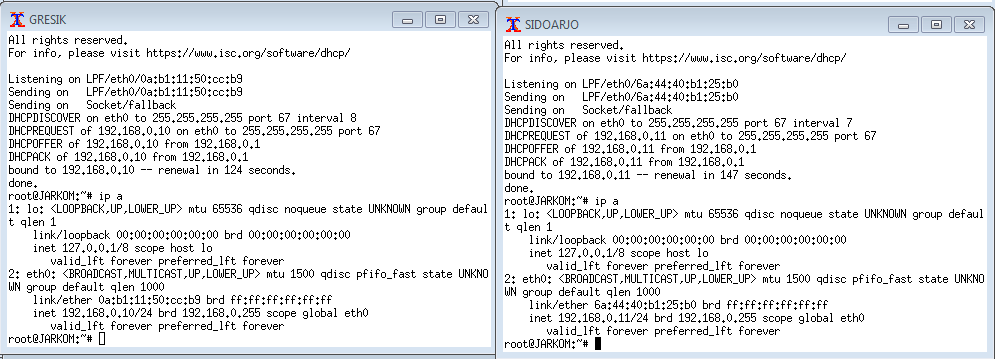 GRESIK
All rights reserved.
For info, please visit https://www.isc.org/software/dhcp/
Listening on LPF/eth0/0a:b1:11:50:cc:b9
Sending on   LPF/eth0/0a:b1:11:50:cc:b9
Sending on   Socket/fallback
DHCPDISCOVER on eth0 to 255.255.255.255 port 67 interval 8
DHCPREQUEST of 192.168.0.10 on eth0 to 255.255.255.255 port 67
DHCPOFFER of 192.168.0.10 from 192.168.0.1
DHCPACK of 192.168.0.10 from 192.168.0.1
bound to 192.168.0.10 -- renewal in 124 seconds.
done.
root@JARKOM:~# ip a
1: lo: <LOOPBACK,UP,LOWER_UP> mtu 65536 qdisc noqueue state UNKNOWN group defaul
t qlen 1
    link/loopback 00:00:00:00:00:00 brd 00:00:00:00:00:00
    inet 127.0.0.1/8 scope host lo
       valid_lft forever preferred_lft forever
2: eth0: <BROADCAST,MULTICAST,UP,LOWER_UP> mtu 1500 qdisc pfifo_fast state UNKNO
WN group default qlen 1000
    link/ether 0a:b1:11:50:cc:b9 brd ff:ff:ff:ff:ff:ff
    inet 192.168.0.10/24 brd 192.168.0.255 scope global eth0
       valid_lft forever preferred_lft forever
root@JARKOM:~#
SIDOARJO
All rights reserved.
For info, please visit https://www.isc.org/software/dhcp/
Listening on LPF/eth0/6a:44:40:b1:25:b0
Sending on   LPF/eth0/6a:44:40:b1:25:b0
Sending on   Socket/fallback
DHCPDISCOVER on eth0 to 255.255.255.255 port 67 interval 7
DHCPREQUEST of 192.168.0.11 on eth0 to 255.255.255.255 port 67
DHCPOFFER of 192.168.0.11 from 192.168.0.1
DHCPACK of 192.168.0.11 from 192.168.0.1
bound to 192.168.0.11 -- renewal in 147 seconds.
done.
root@JARKOM:~# ip a
1: lo: <LOOPBACK,UP,LOWER_UP> mtu 65536 qdisc noqueue state UNKNOWN group defaul
t qlen 1
    link/loopback 00:00:00:00:00:00 brd 00:00:00:00:00:00
    inet 127.0.0.1/8 scope host lo
       valid_lft forever preferred_lft forever
2: eth0: <BROADCAST,MULTICAST,UP,LOWER_UP> mtu 1500 qdisc pfifo_fast state UNKNO
WN group default qlen 1000
    link/ether 6a:44:40:b1:25:b0 brd ff:ff:ff:ff:ff:ff
    inet 192.168.0.11/24 brd 192.168.0.255 scope global eth0
       valid_lft forever preferred_lft forever
root@JARKOM:~#